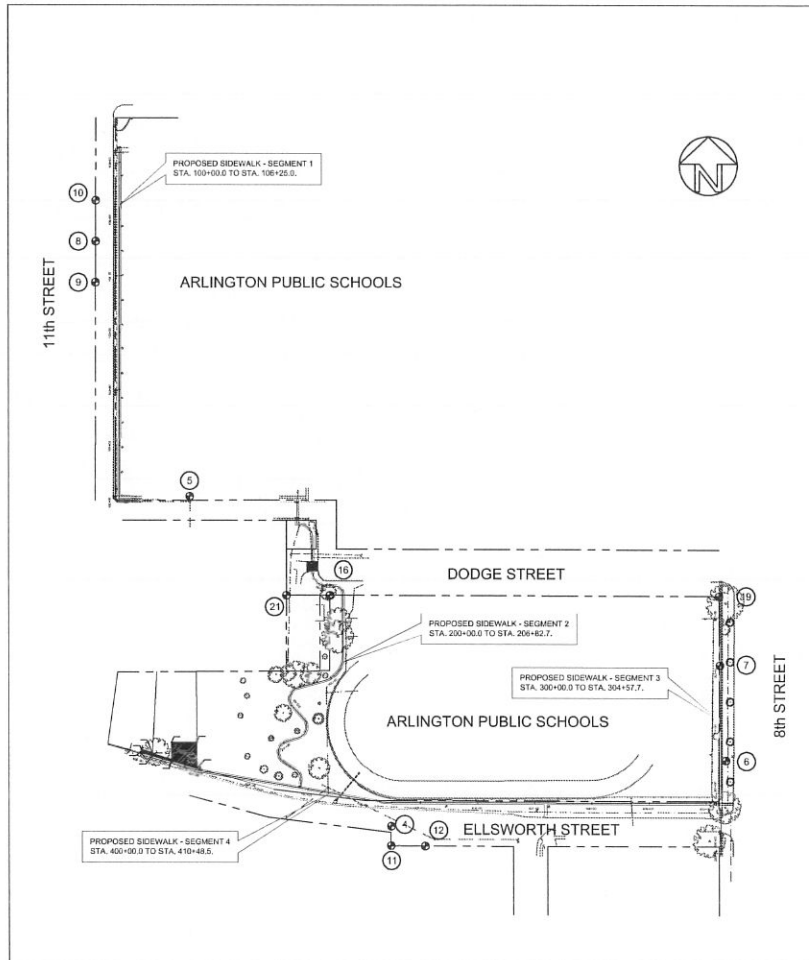 PROPOSED SIDEWALK - SEGMENT 1
STA. 100+00.0 TO STA. 106+25.0.
N
10
8
9
11th STREET
ARLINGTON PUBLIC SCHOOLS
5
16
DODGE STREET
21
19
PROPOSED SIDEWALK - SEGMENT 2
STA. 200+00.0 TO STA. 206+82.7.
7
PROPOSED SIDEWALK - SEGMENT 3
STA. 300+00.0 TO STA. 304+57.7.
8th STREET
ARLINGTON PUBLIC SCHOOLS
6
4
12
ELLSWORTH STREET
PROPOSED SIDEWALK - SEGMENT 4
STA. 400+00.0 TO STA. 410+48.5.
11